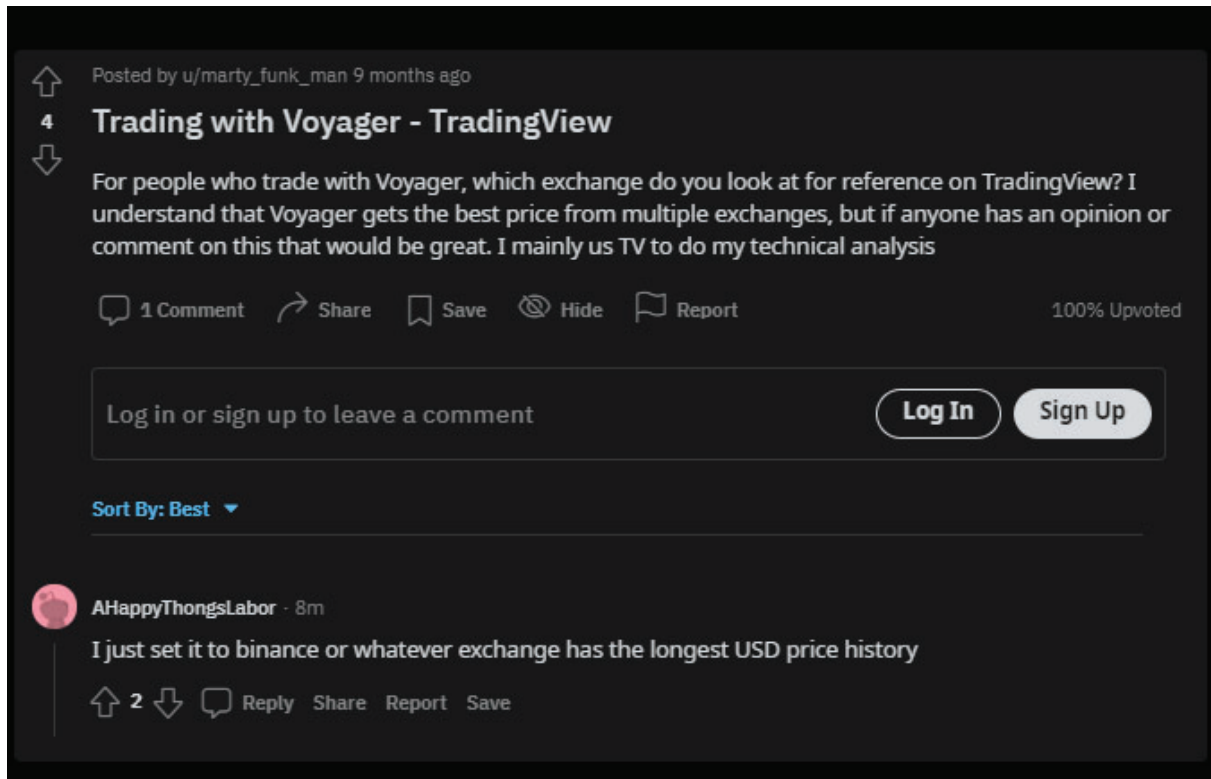 Posted by u/marty_funk_man 9 months ago
4
Trading with Voyager - TradingView
For people who trade with Voyager, which exchange do you look at for reference on TradingView? I
understand that Voyager gets the best price from multiple exchanges, but if anyone has an opinion or
comment on this that would be great. I mainly us TV to do my technical analysis
1 Comment Share Save Hide Report 100% Upvoted
Log in or sign up to leave a comment Log In Sign Up
Sort By: Best
AHappyThongsLabor · 8m
I just set it to binance or whatever exchange has the longest USD price history
2 Reply Share Report Save